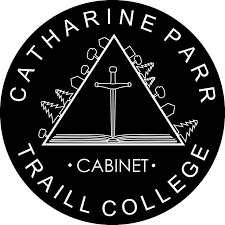 CATHARINE PARR
• CABINET •
TRAILL COLLEGE